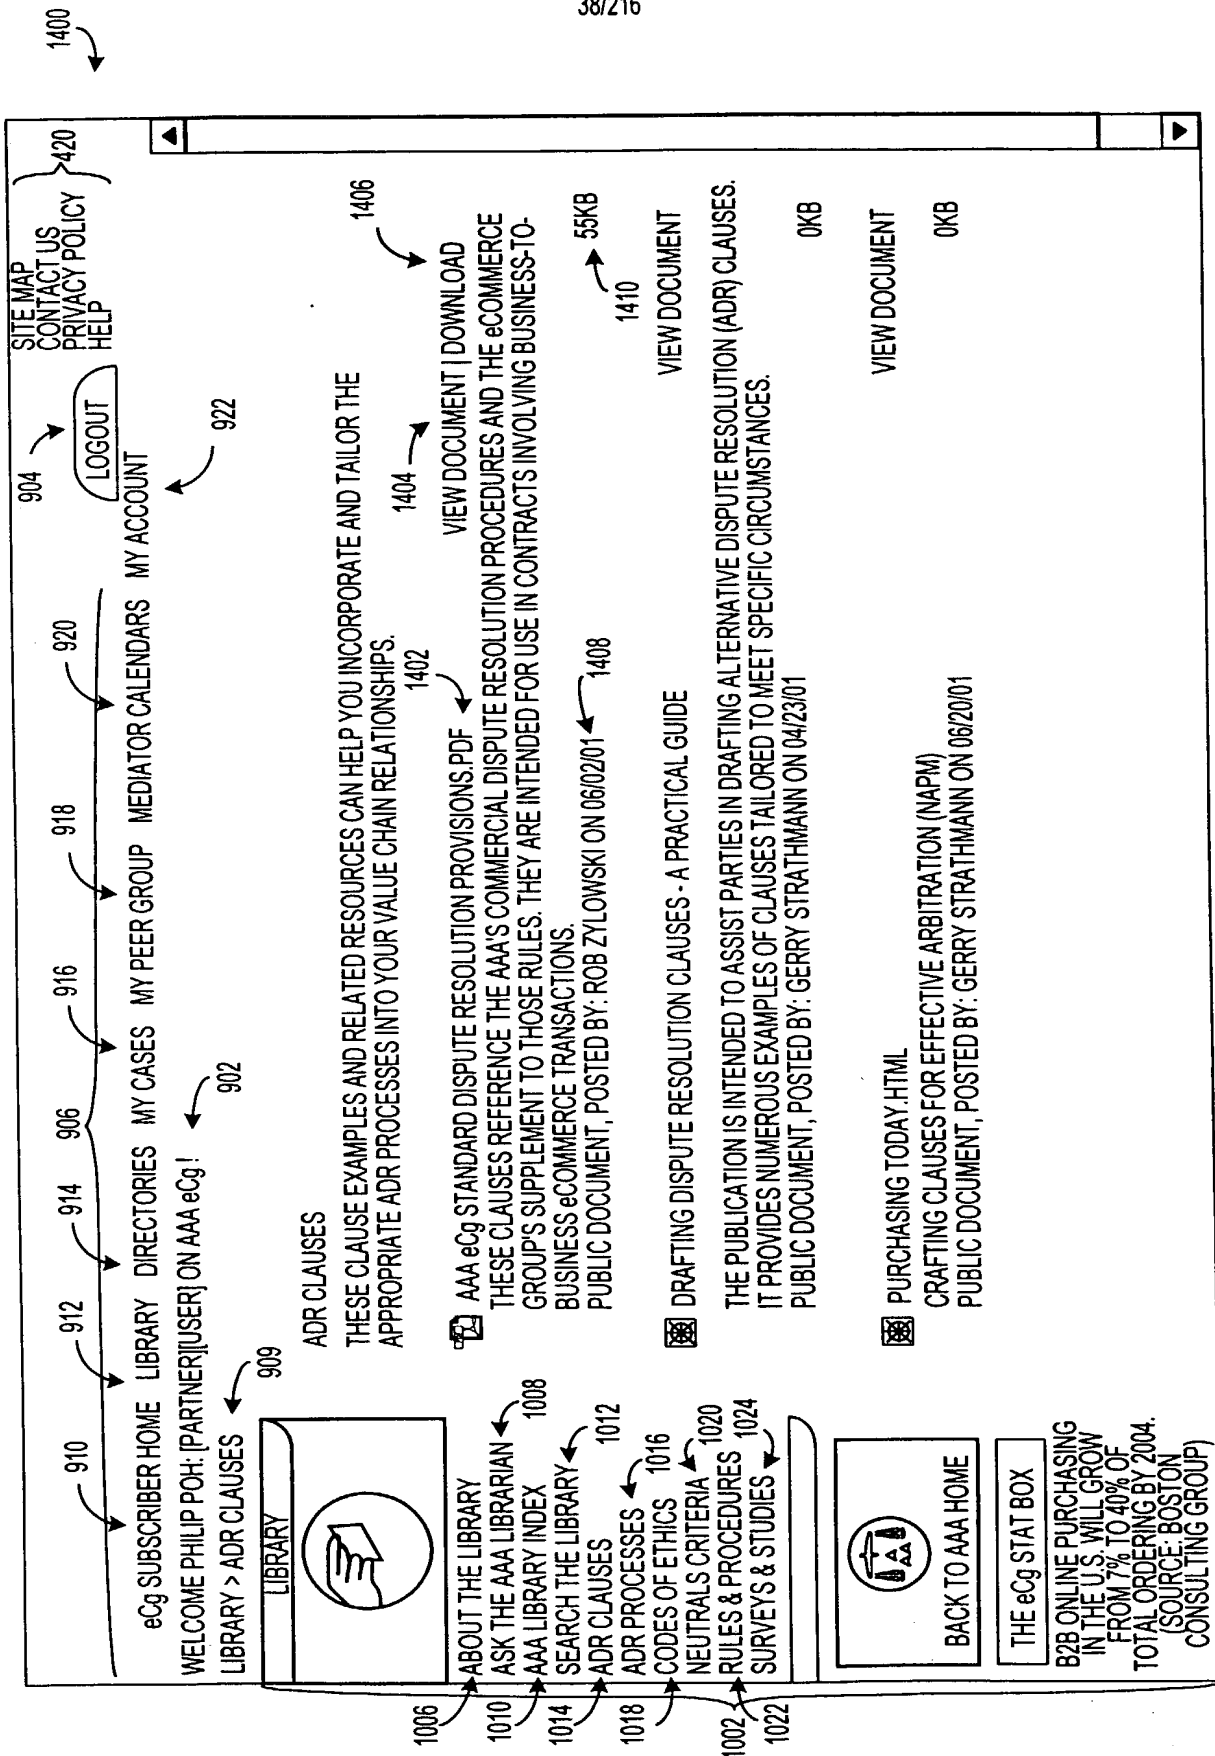 38/216
1400
904
SITE MAP
CONTACT US
PRIVACY POLICY
HELP
420
LOGOUT
906
910
912
914
916
918
920
922
eCg SUBSCRIBER HOME LIBRARY DIRECTORIES MY CASES MY PEER GROUP MEDIATOR CALENDARS MY ACCOUNT
WELCOME PHILIP POH: [PARTNER][USER] ON AAA eCg !
902
LIBRARY > ADR CLAUSES
909
LIBRARY
1006
ABOUT THE LIBRARY
ASK THE AAA LIBRARIAN
1008
1010
AAA LIBRARY INDEX
SEARCH THE LIBRARY
1012
1014
ADR CLAUSES
ADR PROCESSES
1016
1018
CODES OF ETHICS
NEUTRALS CRITERIA
1020
1002
1022
RULES & PROCEDURES
SURVEYS & STUDIES
1024
BACK TO AAA HOME
THE eCg STAT BOX
B2B ONLINE PURCHASING
IN THE U.S. WILL GROW
FROM 7% TO 40% OF
TOTAL ORDERING BY 2004.
(SOURCE: BOSTON
CONSULTING GROUP)
ADR CLAUSES
THESE CLAUSE EXAMPLES AND RELATED RESOURCES CAN HELP YOU INCORPORATE AND TAILOR THE
APPROPRIATE ADR PROCESSES INTO YOUR VALUE CHAIN RELATIONSHIPS.
1402
1404
1406
AAA eCg STANDARD DISPUTE RESOLUTION PROVISIONS.PDF VIEW DOCUMENT | DOWNLOAD
THESE CLAUSES REFERENCE THE AAA'S COMMERCIAL DISPUTE RESOLUTION PROCEDURES AND THE eCOMMERCE
GROUP'S SUPPLEMENT TO THOSE RULES. THEY ARE INTENDED FOR USE IN CONTRACTS INVOLVING BUSINESS-TO-
BUSINESS eCOMMERCE TRANSACTIONS.
PUBLIC DOCUMENT, POSTED BY: ROB ZYLOWSKI ON 06/02/01 55KB
1408
1410
DRAFTING DISPUTE RESOLUTION CLAUSES - A PRACTICAL GUIDE VIEW DOCUMENT
THE PUBLICATION IS INTENDED TO ASSIST PARTIES IN DRAFTING ALTERNATIVE DISPUTE RESOLUTION (ADR) CLAUSES.
IT PROVIDES NUMEROUS EXAMPLES OF CLAUSES TAILORED TO MEET SPECIFIC CIRCUMSTANCES.
PUBLIC DOCUMENT, POSTED BY: GERRY STRATHMANN ON 04/23/01 0KB
PURCHASING TODAY.HTML VIEW DOCUMENT
CRAFTING CLAUSES FOR EFFECTIVE ARBITRATION (NAPM)
PUBLIC DOCUMENT, POSTED BY: GERRY STRATHMANN ON 06/20/01 0KB